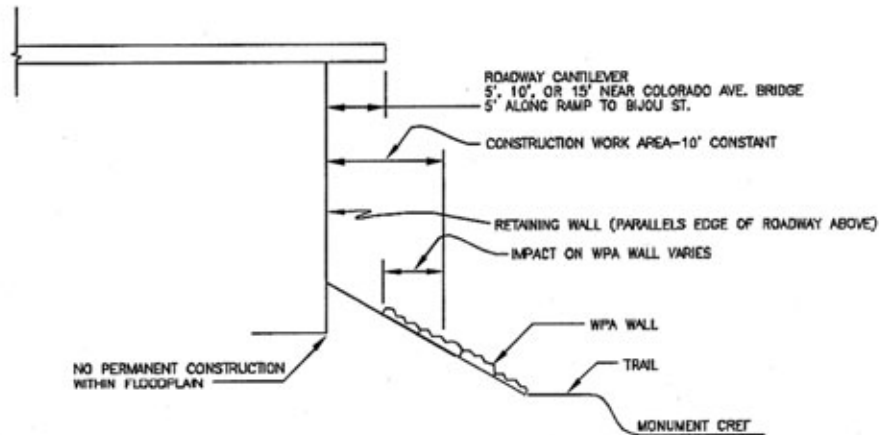 ROADWAY CANTILEVER
5', 10', OR 15' NEAR COLORADO AVE. BRIDGE
5' ALONG RAMP TO BIJOU ST.
CONSTRUCTION WORK AREA-10' CONSTANT
RETAINING WALL (PARALLELS EDGE OF ROADWAY ABOVE)
IMPACT ON WPA WALL VARIES
WPA WALL
NO PERMANENT CONSTRUCTION
WITHIN FLOODPLAIN
TRAIL
MONUMENT